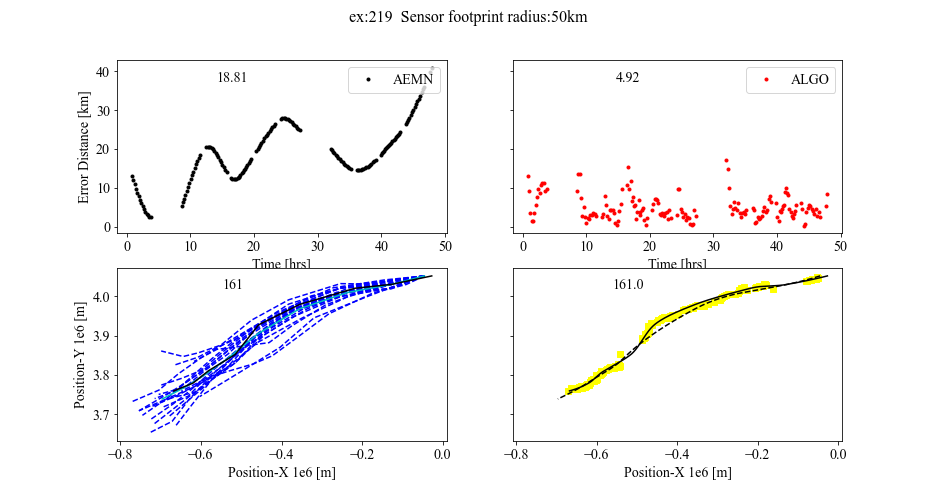 ex:219 Sensor footprint radius:50km
18.81
AEMN
40
30
20
10
0
Error Distance [km]
0 10 20 30 40 50
Time [hrs]
4.92
ALGO
0 10 20 30 40 50
Time [hrs]
161
4.0
3.9
3.8
3.7
Position-Y 1e6 [m]
−0.8 −0.6 −0.4 −0.2 0.0
Position-X 1e6 [m]
161.0
−0.8 −0.6 −0.4 −0.2 0.0
Position-X 1e6 [m]